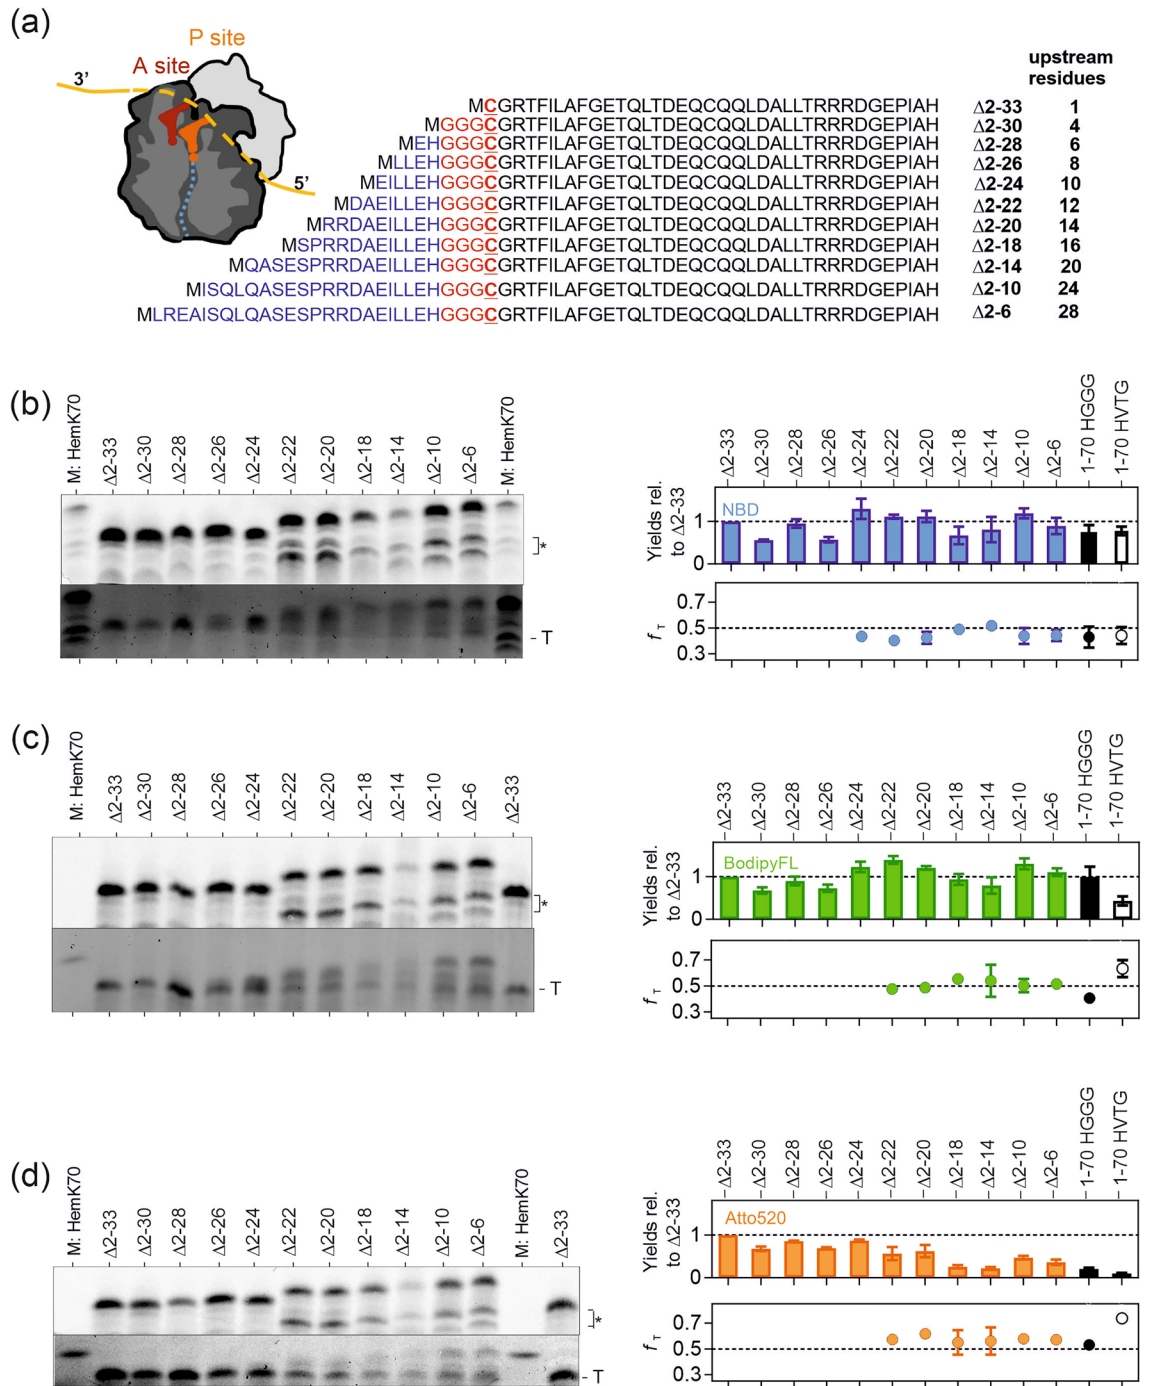 (a)
P site
A site
3’
5’
upstream
residues
MCGRTFILAFGETQLTDEQCQQLDALLTRRRDGEPIAH Δ2-33 1
MGGGCGRTFILAFGETQLTDEQCQQLDALLTRRRDGEPIAH Δ2-30 4
MEHGGGCGRTFILAFGETQLTDEQCQQLDALLTRRRDGEPIAH Δ2-28 6
MLLEHGGGCGRTFILAFGETQLTDEQCQQLDALLTRRRDGEPIAH Δ2-26 8
MEILLEHGGGCGRTFILAFGETQLTDEQCQQLDALLTRRRDGEPIAH Δ2-24 10
MDAEILLEHGGGCGRTFILAFGETQLTDEQCQQLDALLTRRRDGEPIAH Δ2-22 12
MRRDAEILLEHGGGCGRTFILAFGETQLTDEQCQQLDALLTRRRDGEPIAH Δ2-20 14
MSPRRDAEILLEHGGGCGRTFILAFGETQLTDEQCQQLDALLTRRRDGEPIAH Δ2-18 16
MQASESPRRDAEILLEHGGGCGRTFILAFGETQLTDEQCQQLDALLTRRRDGEPIAH Δ2-14 20
MISQLQASESPRRDAEILLEHGGGCGRTFILAFGETQLTDEQCQQLDALLTRRRDGEPIAH Δ2-10 24
MLREAISQLQASESPRRDAEILLEHGGGCGRTFILAFGETQLTDEQCQQLDALLTRRRDGEPIAH Δ2-6 28
(b)
M: HemK70 Δ2-33 Δ2-30 Δ2-28 Δ2-26 Δ2-24 Δ2-22 Δ2-20 Δ2-18 Δ2-14 Δ2-10 Δ2-6 M: HemK70
*
- T
Δ2-33 Δ2-30 Δ2-28 Δ2-26 Δ2-24 Δ2-22 Δ2-20 Δ2-18 Δ2-14 Δ2-10 Δ2-6 1-70 HGGG 1-70 HVTG
Yields rel.
to Δ2-33
1
0
NBD
f T
0.7
0.5
0.3
(c)
M: HemK70 Δ2-33 Δ2-30 Δ2-28 Δ2-26 Δ2-24 Δ2-22 Δ2-20 Δ2-18 Δ2-14 Δ2-10 Δ2-6 Δ2-33
*
- T
Δ2-33 Δ2-30 Δ2-28 Δ2-26 Δ2-24 Δ2-22 Δ2-20 Δ2-18 Δ2-14 Δ2-10 Δ2-6 1-70 HGGG 1-70 HVTG
Yields rel.
to Δ2-33
1
0
BodipyFL
f T
0.7
0.5
0.3
(d)
M: HemK70 Δ2-33 Δ2-30 Δ2-28 Δ2-26 Δ2-24 Δ2-22 Δ2-20 Δ2-18 Δ2-14 Δ2-10 Δ2-6 M: HemK70 Δ2-33
*
- T
Δ2-33 Δ2-30 Δ2-28 Δ2-26 Δ2-24 Δ2-22 Δ2-20 Δ2-18 Δ2-14 Δ2-10 Δ2-6 1-70 HGGG 1-70 HVTG
Yields rel.
to Δ2-33
1
0
Atto520
f T
0.7
0.5
0.3